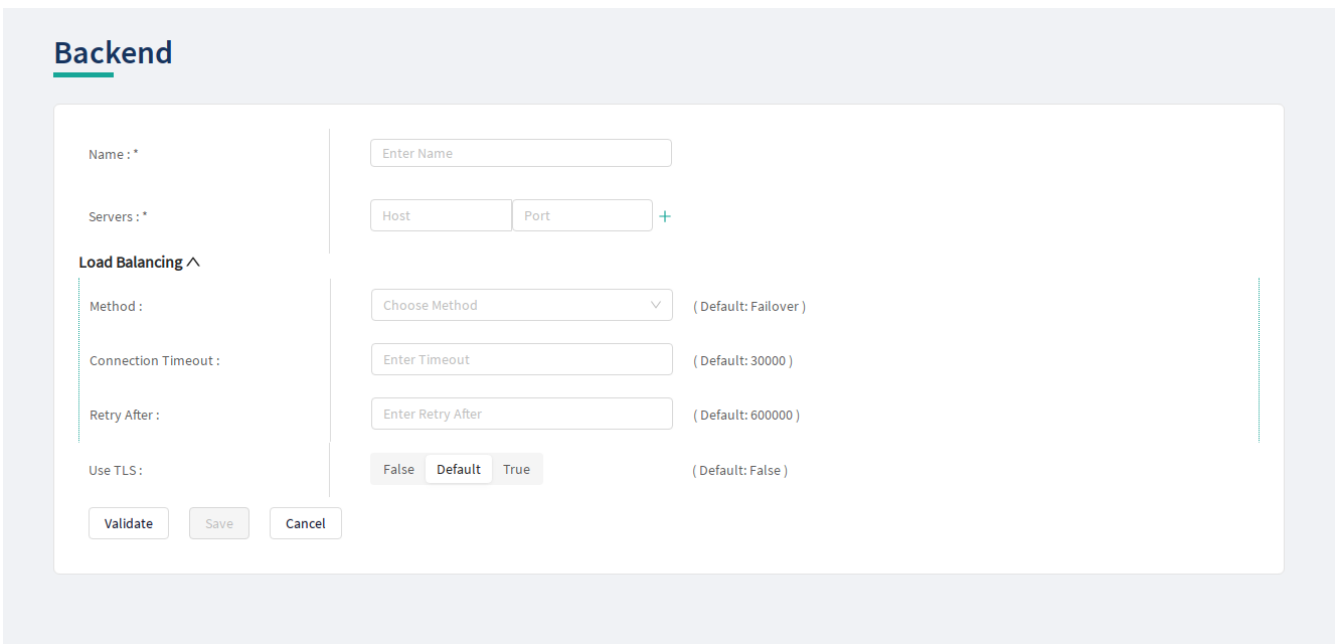 Backend
Name : * Enter Name
Servers : * Host Port +
Load Balancing
Method : Choose Method ( Default: Failover )
Connection Timeout : Enter Timeout ( Default: 30000 )
Retry After : Enter Retry After ( Default: 600000 )
Use TLS : False Default True ( Default: False )
Validate Save Cancel